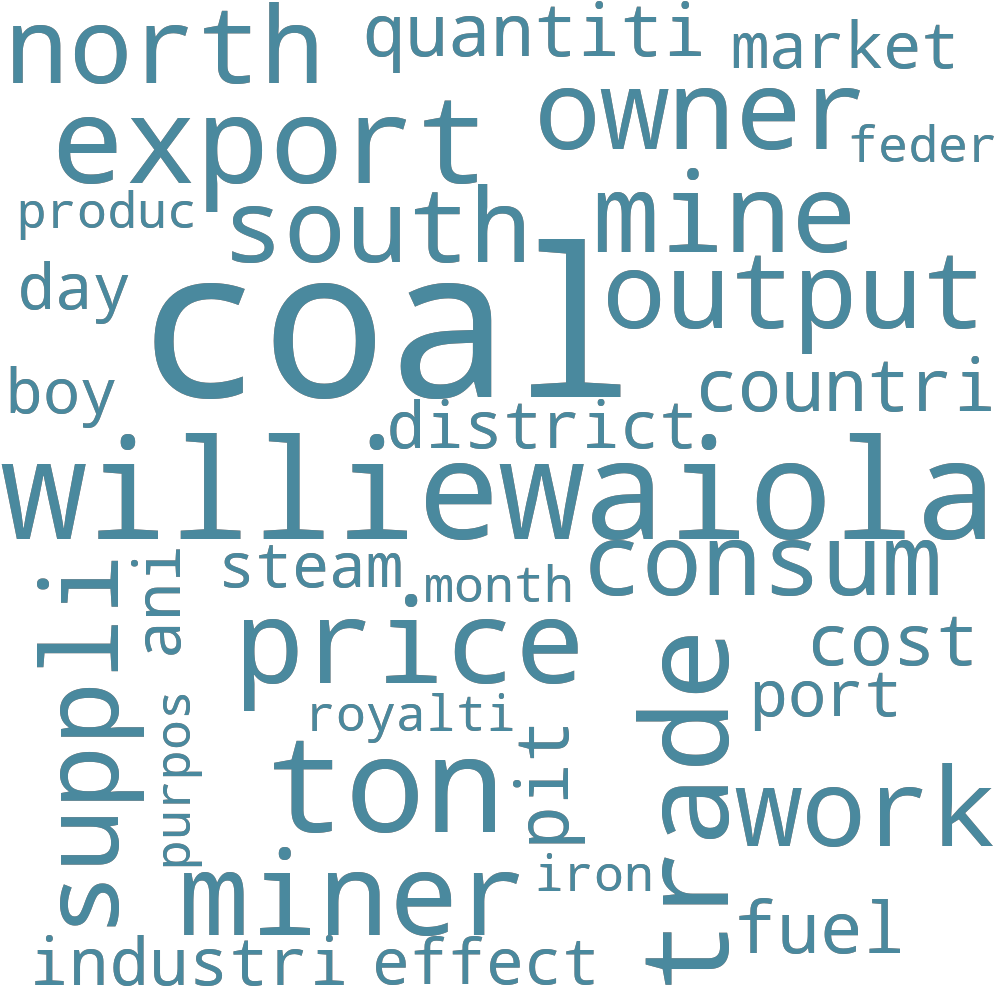 north
quantiti
market
export
owner
feder
produc
south
mine
day
coal
output
boy
district
countri
williewaiola
suppli
ani
steam
month
consum
price
cost
purpos
royalti
port
ton
pit
trade
work
miner
iron
fuel
industri
effect